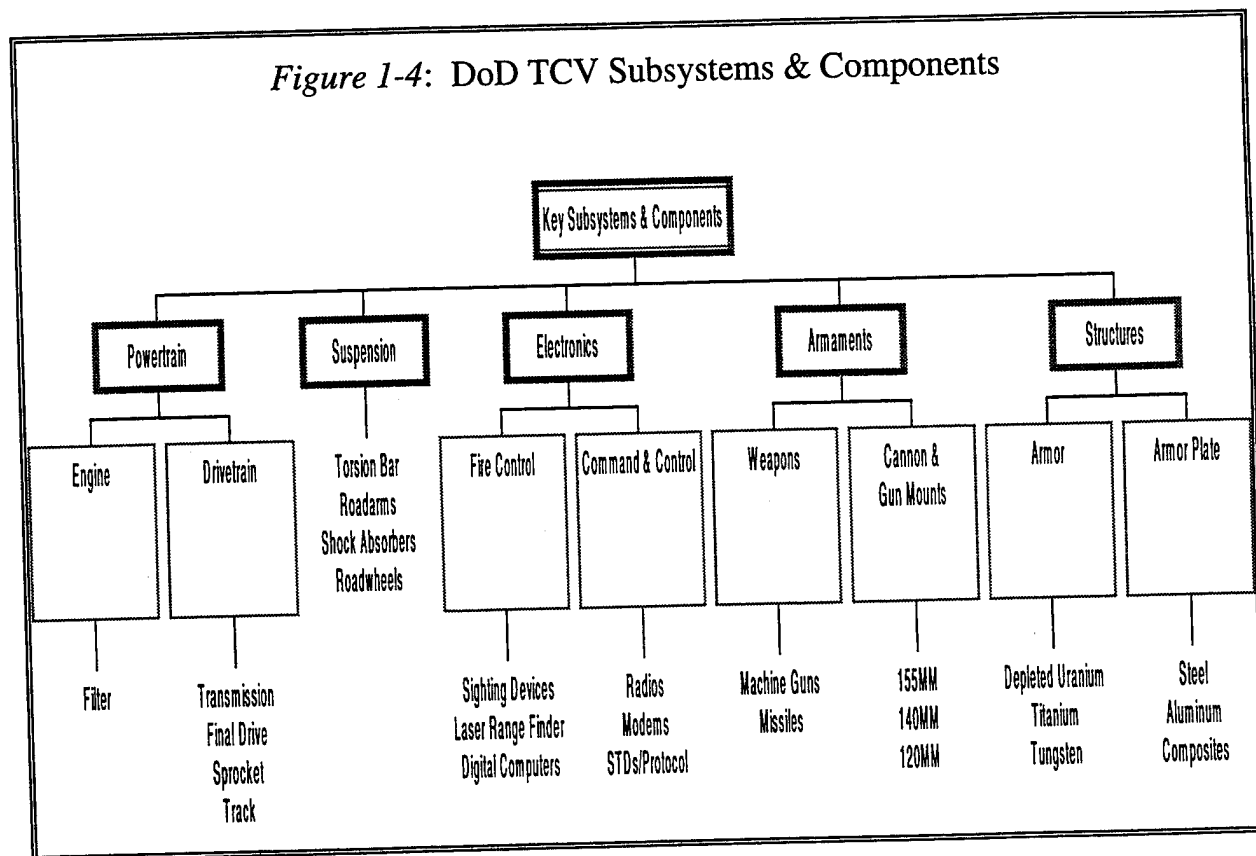 Figure 1-4: DoD TCV Subsystems & Components
Key Subsystems & Components
Powertrain
Suspension
Electronics
Armaments
Structures
Engine
Drivetrain
Torsion Bar
Roadarms
Shock Absorbers
Roadwheels
Fire Control
Command & Control
Weapons
Cannon &
Gun Mounts
Armor
Armor Plate
Filter
Transmission
Final Drive
Sprocket
Track
Sighting Devices
Laser Range Finder
Digital Computers
Radios
Modems
STDs/Protocol
Machine Guns
Missiles
155MM
140MM
120MM
Depleted Uranium
Titanium
Tungsten
Steel
Aluminum
Composites